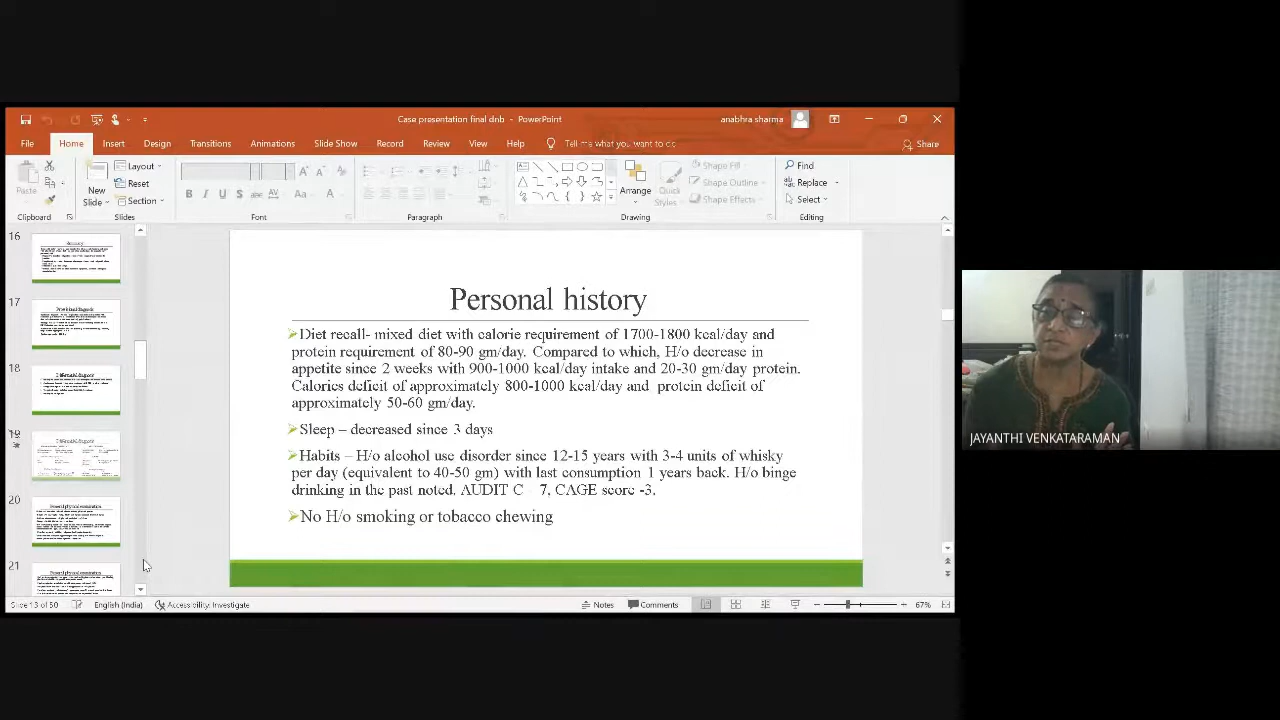 Case presentation final dnb - PowerPoint
anabhra sharma
File Home Insert Design Transitions Animations Slide Show Record Review View Help Tell me what you want to do Share
Paste
New Slide
Layout
Reset
Section
Arrange
Quick Styles
Shape Fill
Shape Outline
Shape Effects
Find
Replace
Select
Clipboard Slides Font Paragraph Drawing Editing
16
17
18
19
20
21
Personal history
➢Diet recall- mixed diet with calorie requirement of 1700-1800 kcal/day and
protein requirement of 80-90 gm/day. Compared to which, H/o decrease in
appetite since 2 weeks with 900-1000 kcal/day intake and 20-30 gm/day protein.
Calories deficit of approximately 800-1000 kcal/day and protein deficit of
approximately 50-60 gm/day.
➢Sleep – decreased since 3 days
➢Habits – H/o alcohol use disorder since 12-15 years with 3-4 units of whisky
per day (equivalent to 40-50 gm) with last consumption 1 years back. H/o binge
drinking in the past noted. AUDIT C – 7, CAGE score -3.
➢No H/o smoking or tobacco chewing
Slide 13 of 50 English (India) Accessibility: Investigate Notes Comments 67%
JAYANTHI VENKATARAMAN